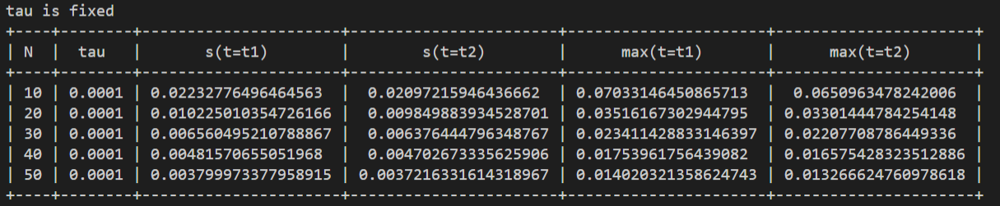 tau is fixed
+----+--------+----------------------+-----------------------+----------------------+----------------------+
| N | tau | s(t=t1) | s(t=t2) | max(t=t1) | max(t=t2) |
+----+--------+----------------------+-----------------------+----------------------+----------------------+
| 10 | 0.0001 | 0.02232776496464563 | 0.02097215946436662 | 0.07033146450865713 | 0.0650963478242006 |
| 20 | 0.0001 | 0.010225010354726166 | 0.009849883934528701 | 0.03516167302944795 | 0.03301444784254148 |
| 30 | 0.0001 | 0.006560495210788867 | 0.006376444796348767 | 0.023411428833146397 | 0.02207708786449336 |
| 40 | 0.0001 | 0.00481570655051968 | 0.004702673335625906 | 0.01753961756439082 | 0.016575428323512886 |
| 50 | 0.0001 | 0.003799973377958915 | 0.0037216331614318967 | 0.014020321358624743 | 0.013266624760978618 |
+----+--------+----------------------+-----------------------+----------------------+----------------------+